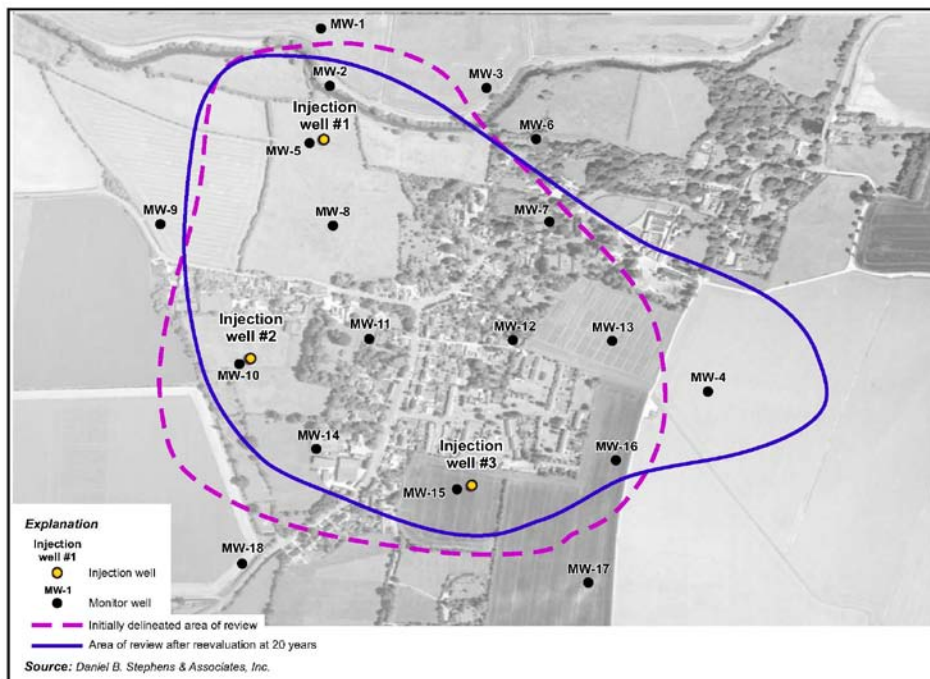 MW-1
MW-2
MW-3
Injection
well #1
MW-6
MW-5
MW-9
MW-8
MW-7
Injection
well #2
MW-11
MW-12
MW-13
MW-10
MW-4
MW-14
Injection
well #3
MW-16
MW-15
Explanation
Injection
well #1
Injection well
MW-1
Monitor well
Initially delineated area of review
Area of review after reevaluation at 20 years
Source: Daniel B. Stephens & Associates, Inc.
MW-18
MW-17